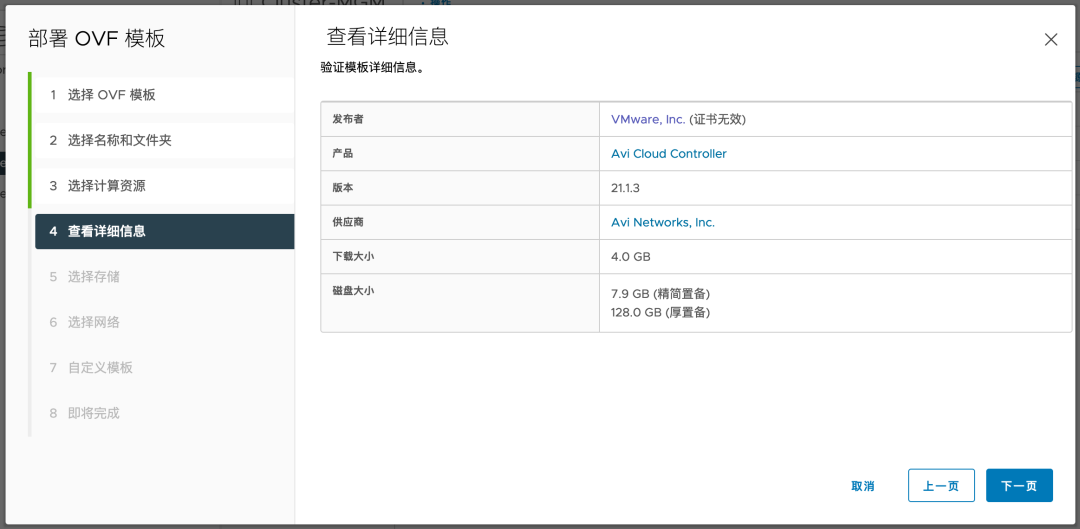 部署 OVF 模板
1 选择 OVF 模板
2 选择名称和文件夹
3 选择计算资源
4 查看详细信息
5 选择存储
6 选择网络
7 自定义模板
8 即将完成
查看详细信息
验证模板详细信息。
发布者 VMware, Inc. (证书无效)
产品 Avi Cloud Controller
版本 21.1.3
供应商 Avi Networks, Inc.
下载大小 4.0 GB
磁盘大小 7.9 GB (精简置备)
128.0 GB (厚置备)
取消 上一页 下一页